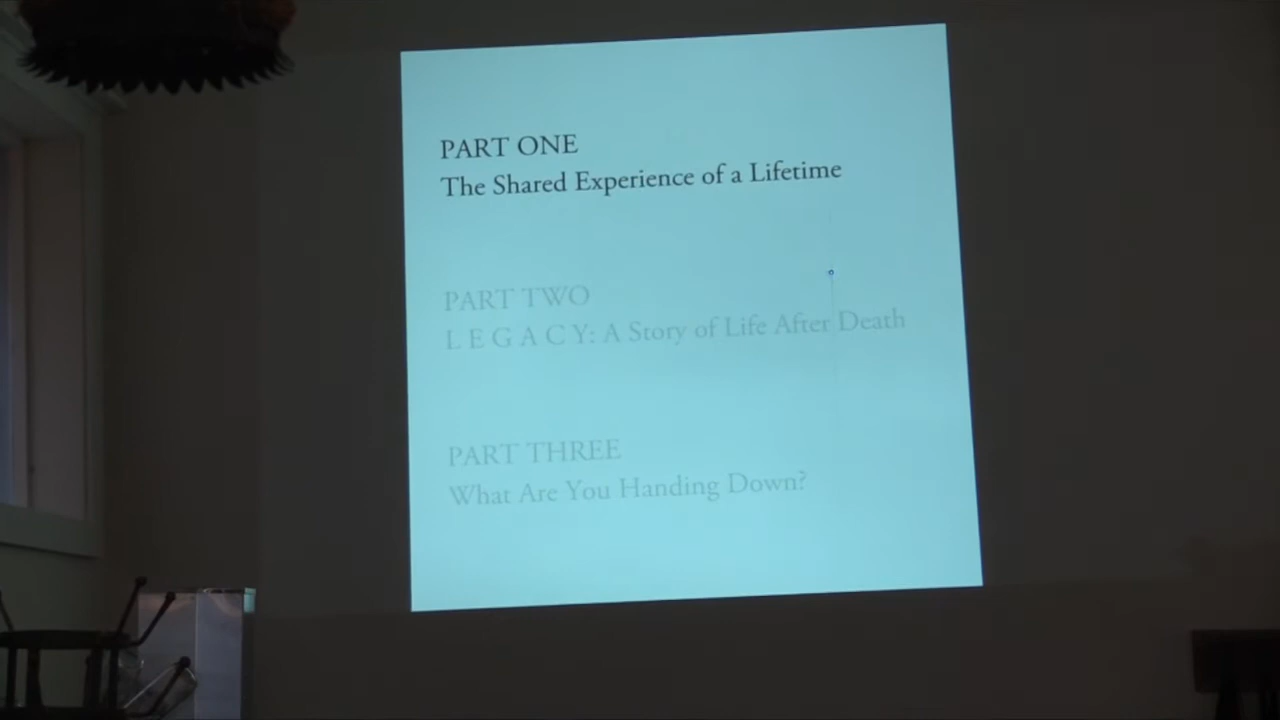 PART ONE
The Shared Experience of a Lifetime
PART TWO
L E G A C Y: A Story of Life After Death
PART THREE
What Are You Handing Down?